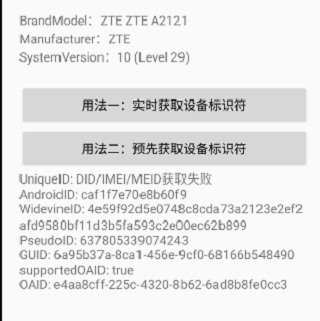 BrandModel： ZTE ZTE A2121
Manufacturer： ZTE
SystemVersion： 10 (Level 29)
用法一：实时获取设备标识符
用法二：预先获取设备标识符
UniqueID: DID/IMEI/MEID获取失败
AndroidID: caf1f7e70e8b60f9
WidevineID: 4e59f92d5e0748c8cda73a2123e2ef2
afd9580bf11d3b5fa593c2e00ec62b899
PseudoID: 637805339074243
GUID: 6a95b37a-8ca1-456e-9cf0-68166b548490
supportedOAID: true
OAID: e4aa8cff-225c-4320-8b62-6ad8b8fe0cc3